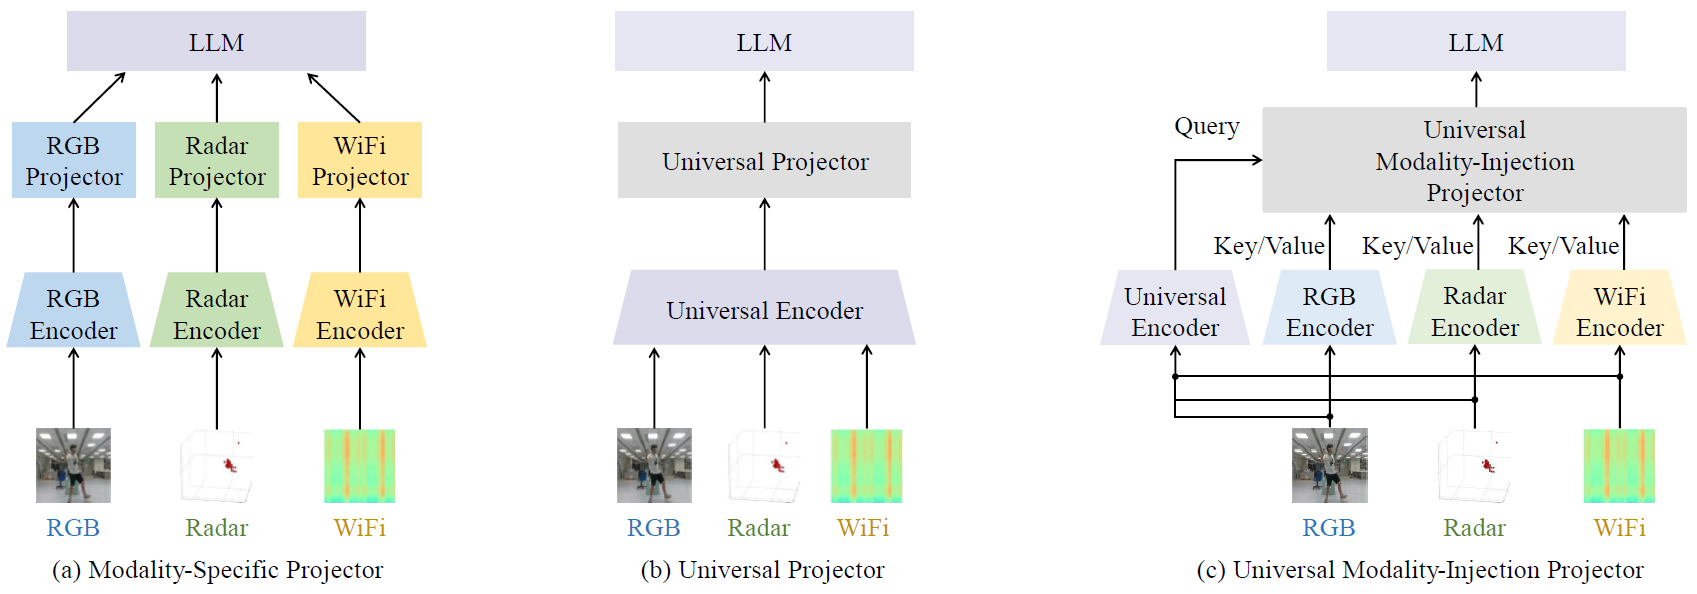 LLM
RGB
Projector
Radar
Projector
WiFi
Projector
RGB
Encoder
Radar
Encoder
WiFi
Encoder
RGB
Radar
WiFi
(a) Modality-Specific Projector
LLM
Universal Projector
Universal Encoder
RGB
Radar
WiFi
(b) Universal Projector
LLM
Query
Universal
Modality-Injection
Projector
Key/Value
Key/Value
Key/Value
Universal
Encoder
RGB
Encoder
Radar
Encoder
WiFi
Encoder
RGB
Radar
WiFi
(c) Universal Modality-Injection Projector